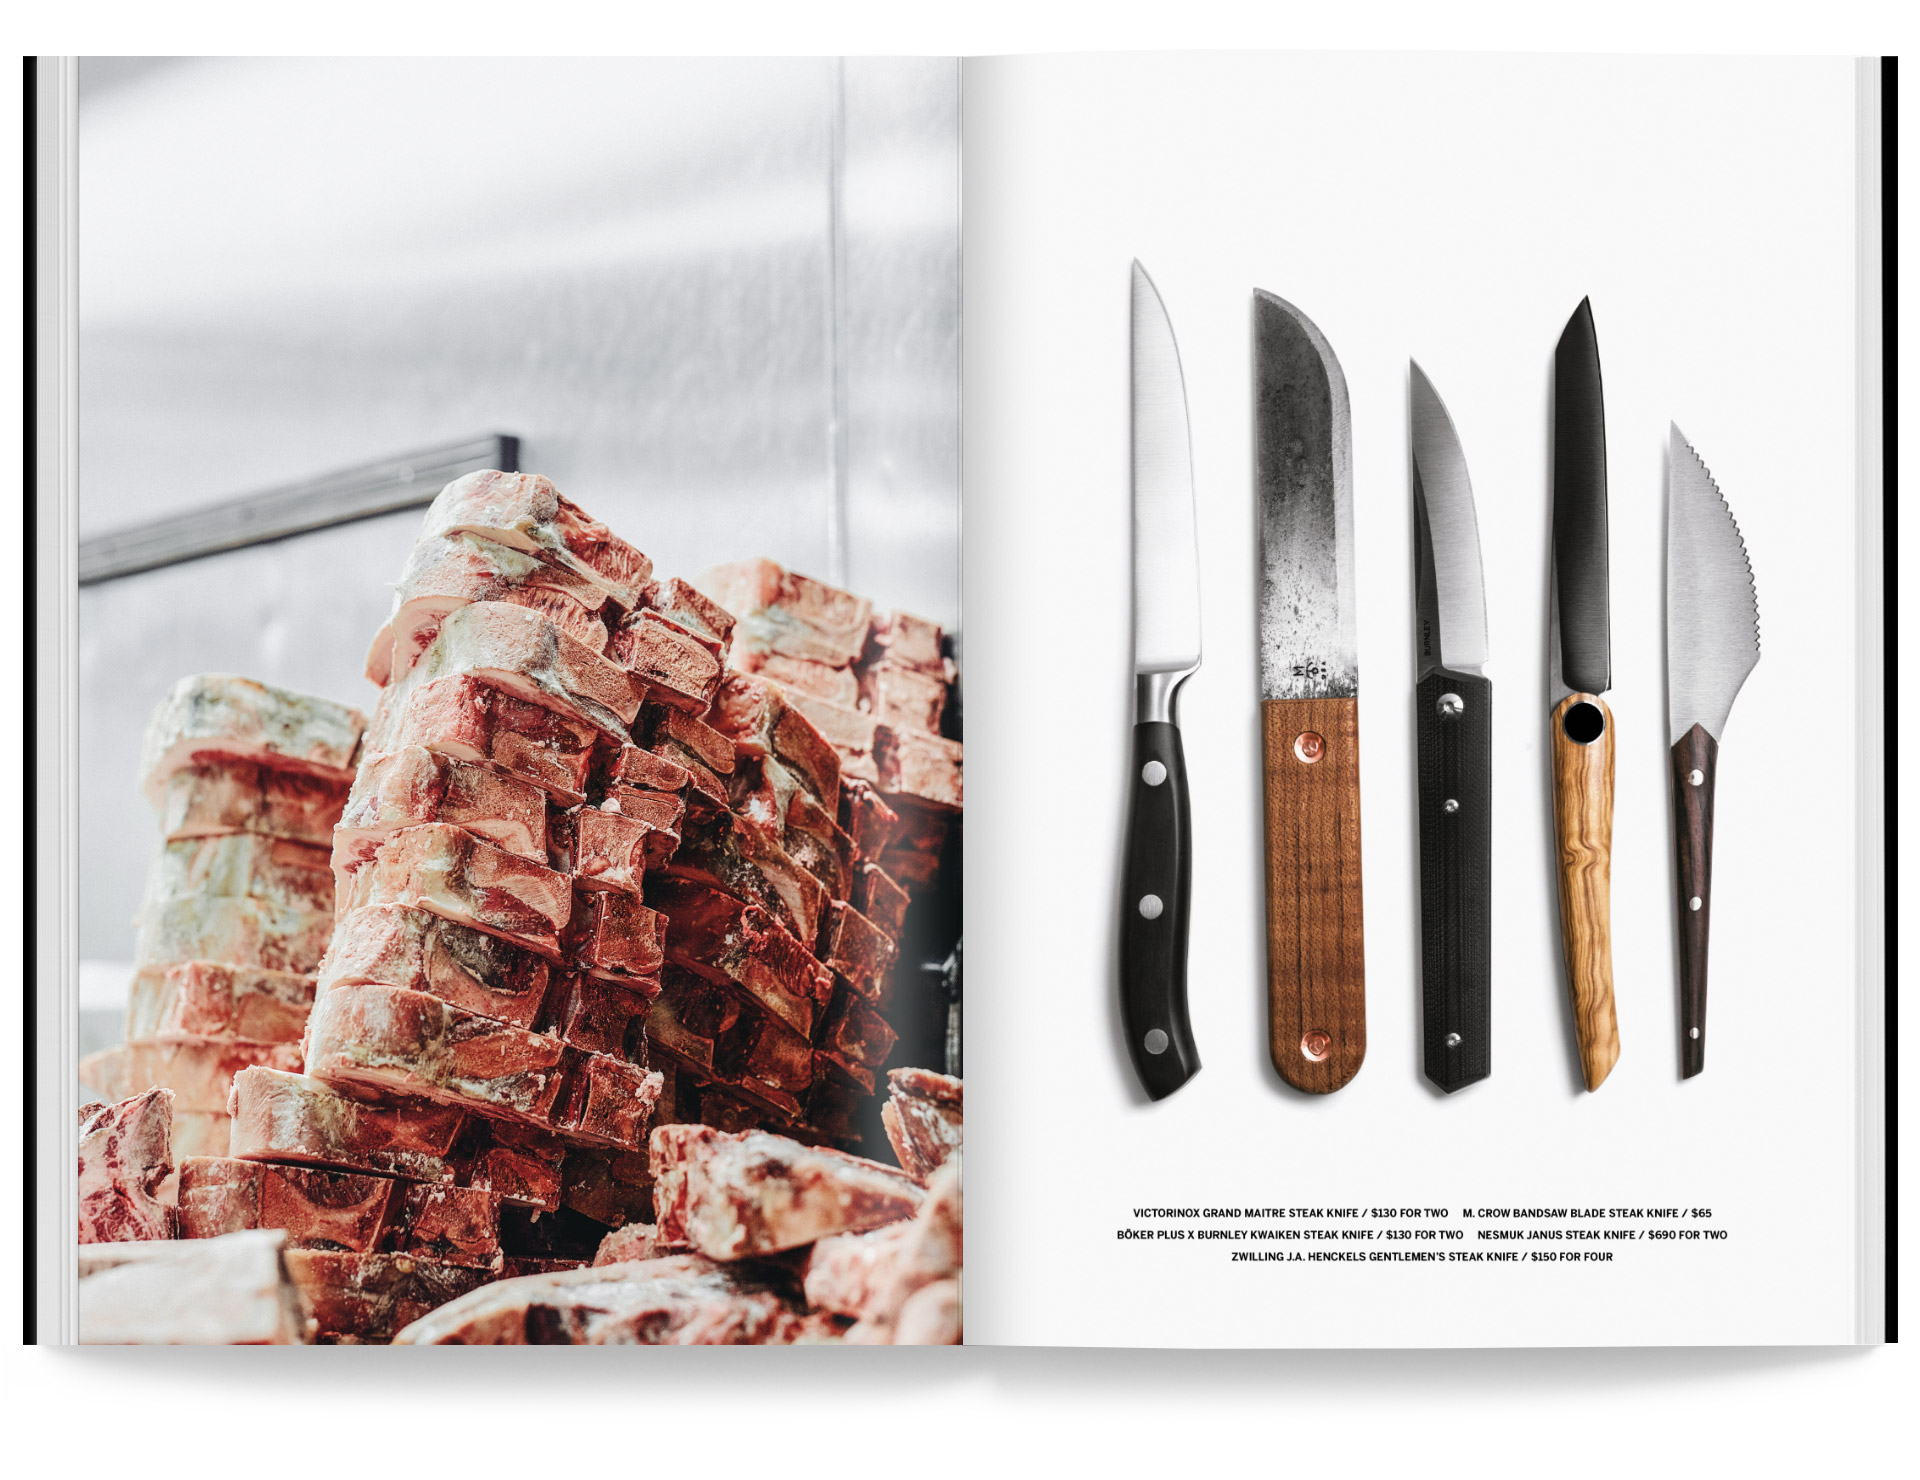 BURNLEY
VICTORINOX GRAND MAITRE STEAK KNIFE / $130 FOR TWO M. CROW BANDSAW BLADE STEAK KNIFE / $65
BÖKER PLUS X BURNLEY KWAIKEN STEAK KNIFE / $130 FOR TWO NESMUK JANUS STEAK KNIFE / $690 FOR TWO
ZWILLING J.A. HENCKELS GENTLEMEN'S STEAK KNIFE / $150 FOR FOUR